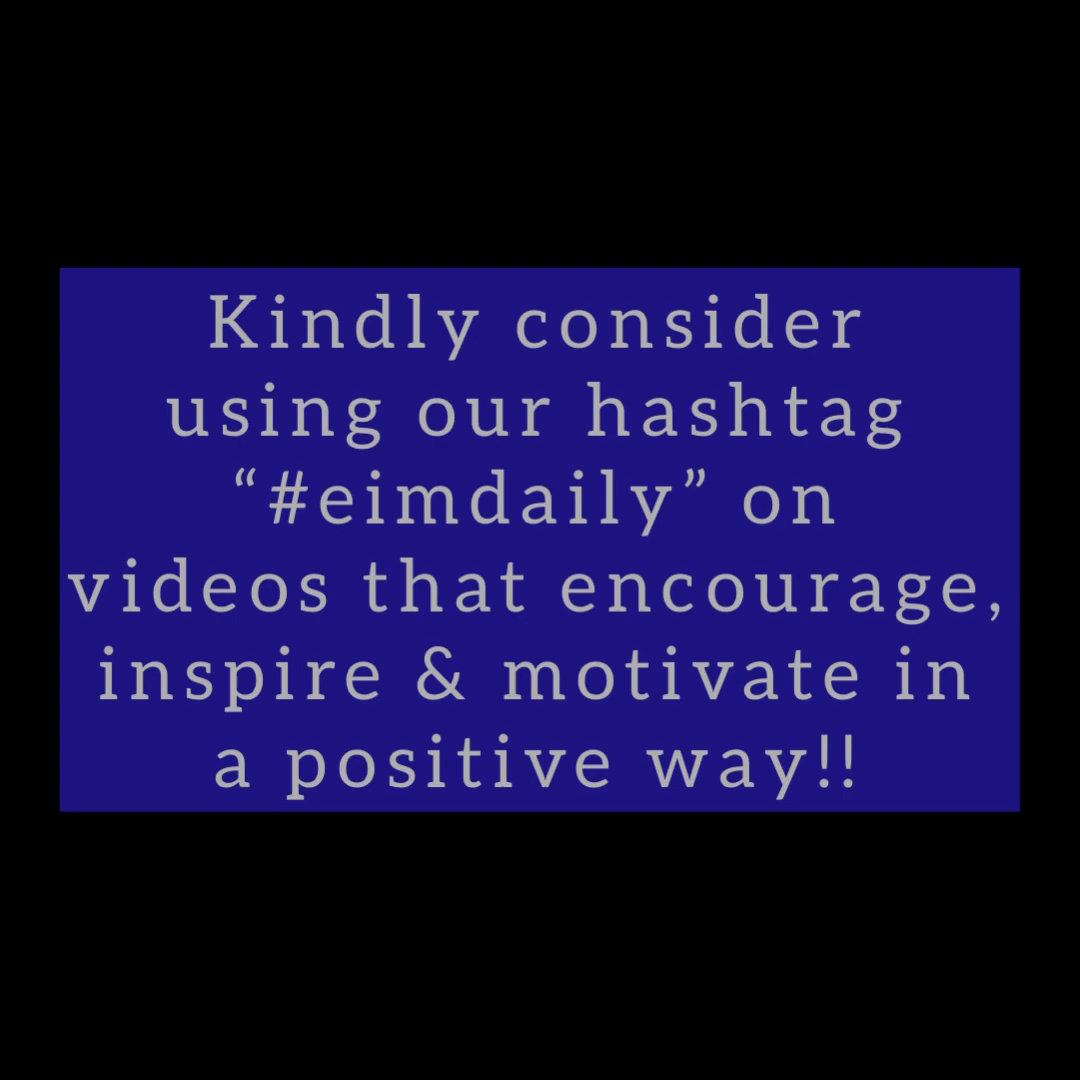 Kindly consider
using our hashtag
“#eimdaily” on
videos that encourage,
inspire & motivate in
a positive way!!